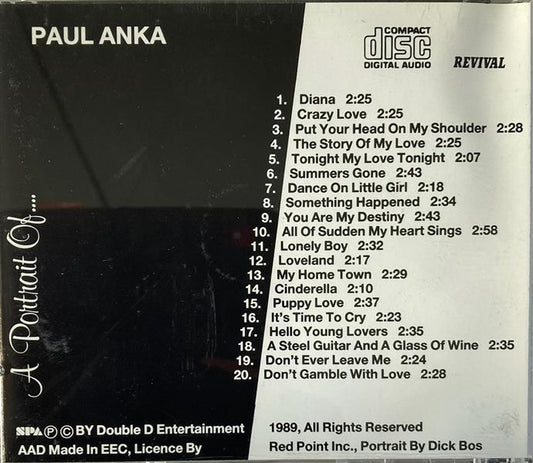 PAUL ANKA
COMPACT
disc
DIGITAL AUDIO
REVIVAL
A Portrait Of....
1. Diana 2:25
2. Crazy Love 2:25
3. Put Your Head On My Shoulder 2:28
4. The Story Of My Love 2:25
5. Tonight My Love Tonight 2:07
6. Summers Gone 2:43
7. Dance On Little Girl 2:18
8. Something Happened 2:34
9. You Are My Destiny 2:43
10. All Of Sudden My Heart Sings 2:58
11. Lonely Boy 2:32
12. Loveland 2:17
13. My Home Town 2:29
14. Cinderella 2:10
15. Puppy Love 2:37
16. It's Time To Cry 2:23
17. Hello Young Lovers 2:35
18. A Steel Guitar And A Glass Of Wine 2:35
19. Don't Ever Leave Me 2:24
20. Don't Gamble With Love 2:28
SPA Ⓟ © BY Double D Entertainment 1989, All Rights Reserved
AAD Made In EEC, Licence By Red Point Inc., Portrait By Dick Bos